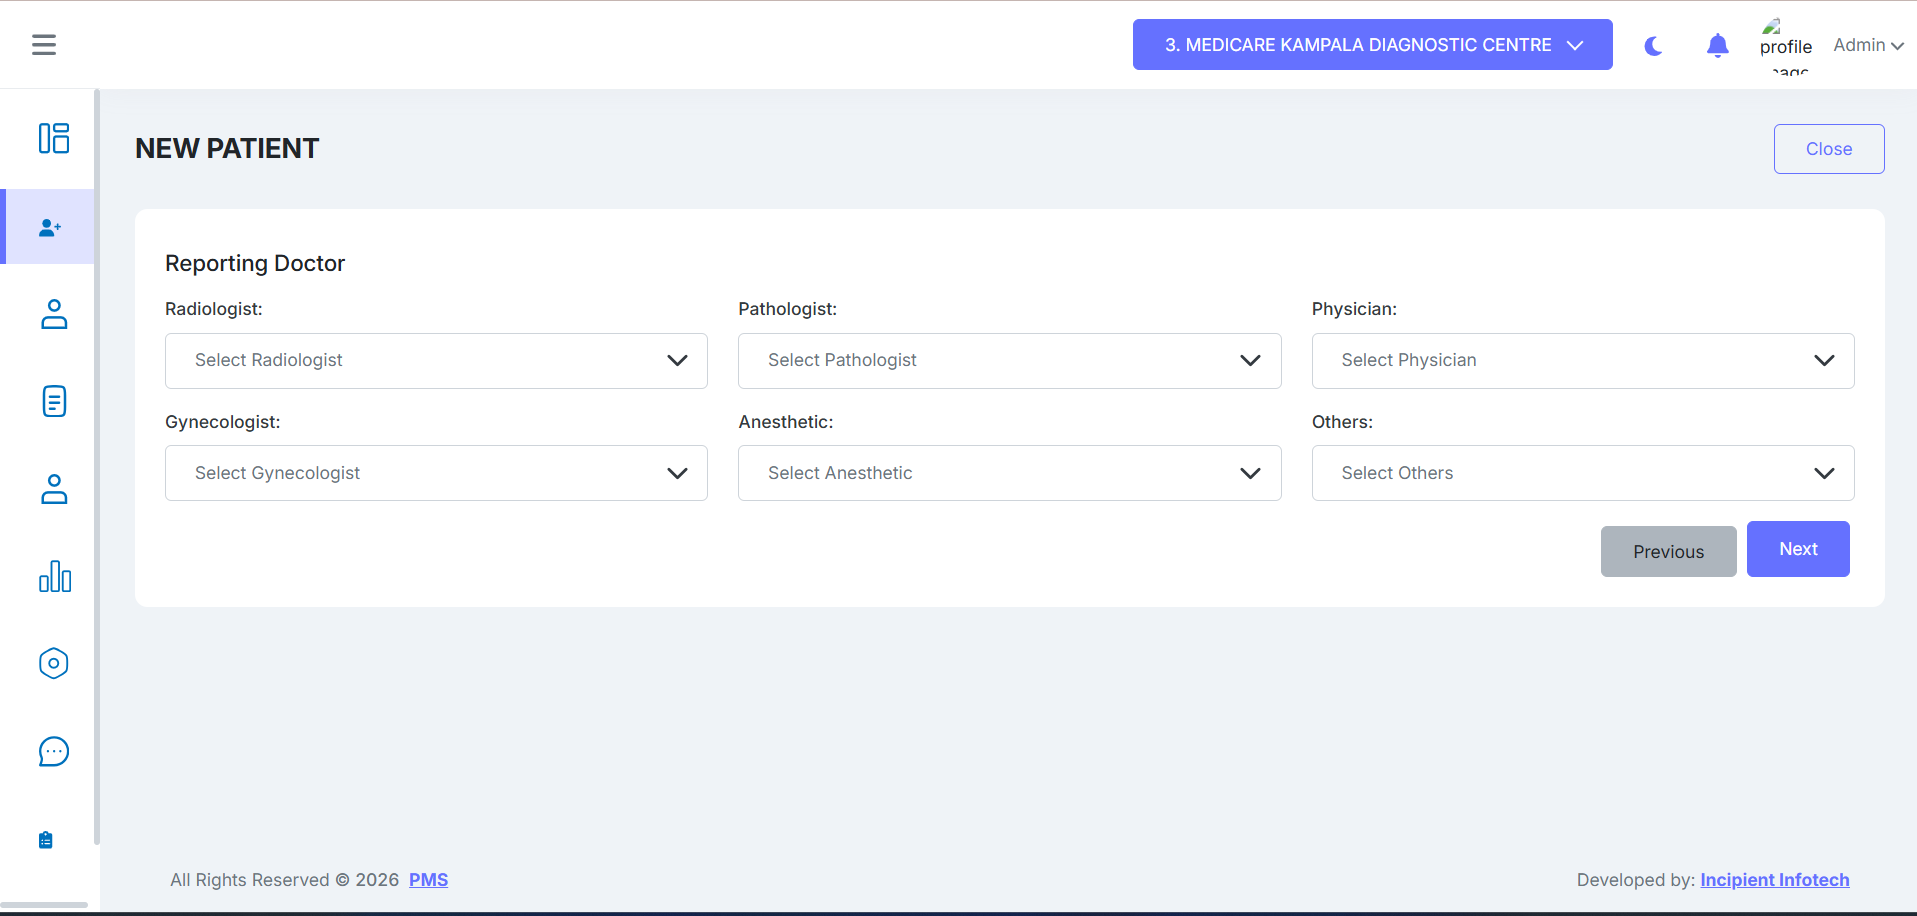 3. MEDICARE KAMPALA DIAGNOSTIC CENTRE
profile
Admin
NEW PATIENT
Close
Reporting Doctor
Radiologist: Pathologist: Physician:
Select Radiologist Select Pathologist Select Physician
Gynecologist: Anesthetic: Others:
Select Gynecologist Select Anesthetic Select Others
Previous Next
All Rights Reserved © 2026 PMS
Developed by: Incipient Infotech